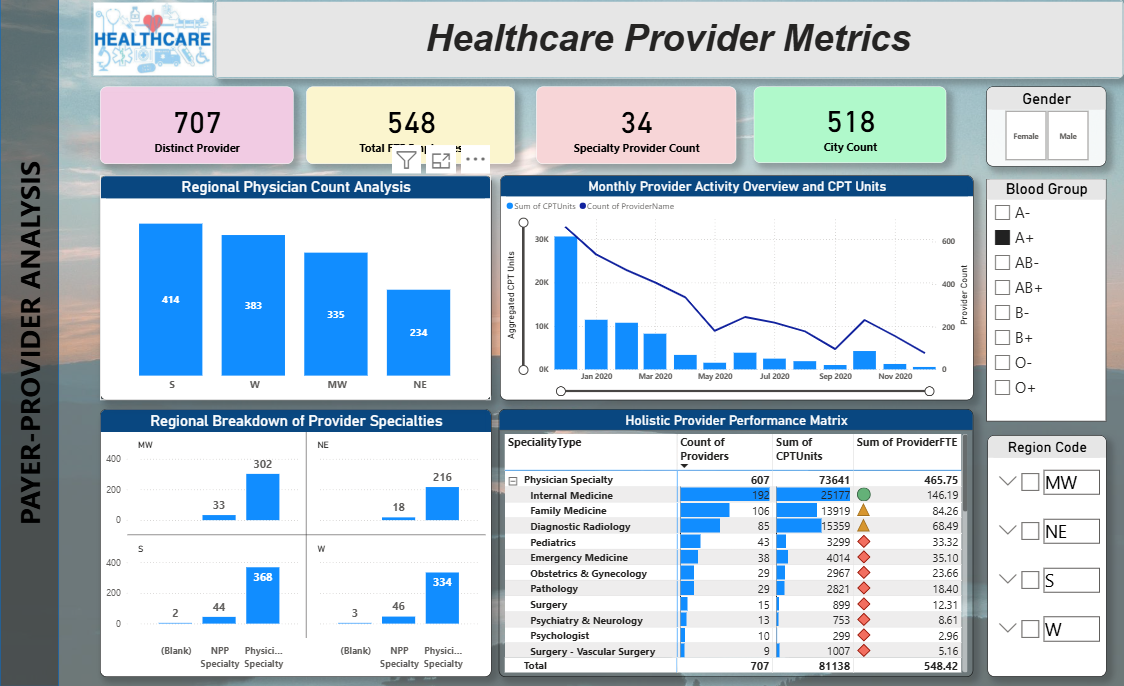 HEALTHCARE
Healthcare Provider Metrics
PAYER-PROVIDER ANALYSIS
707
Distinct Provider
548
34
Specialty Provider Count
518
City Count
Gender
Female Male
Regional Physician Count Analysis
414
383
335
234
S W MW NE
Monthly Provider Activity Overview and CPT Units
Sum of CPTUnits Count of ProviderName
Aggregated CPT Units
30K
20K
10K
0K
600
400
200
0
Provider Count
Jan 2020 Mar 2020 May 2020 Jul 2020 Sep 2020 Nov 2020
Blood Group
A-
A+
AB-
AB+
B-
B+
O-
O+
Regional Breakdown of Provider Specialties
MW
400
200
0
33
302
NE
18
216
S
400
200
0
2
44
368
W
3
46
334
(Blank) NPP Specialty Physici... Specialty
(Blank) NPP Specialty Physici... Specialty
Holistic Provider Performance Matrix
SpecialityType Count of Providers Sum of CPTUnits Sum of ProviderFTE
Physician Specialty 607 73641 465.75
Internal Medicine 192 25177 146.19
Family Medicine 106 13919 84.26
Diagnostic Radiology 85 15359 68.49
Pediatrics 43 3299 33.32
Emergency Medicine 38 4014 35.10
Obstetrics & Gynecology 29 2967 23.66
Pathology 29 2821 18.40
Surgery 15 899 12.31
Psychiatry & Neurology 13 753 8.61
Psychologist 10 299 2.96
Surgery - Vascular Surgery 9 1007 5.16
Total 707 81138 548.42
Region Code
MW
NE
S
W